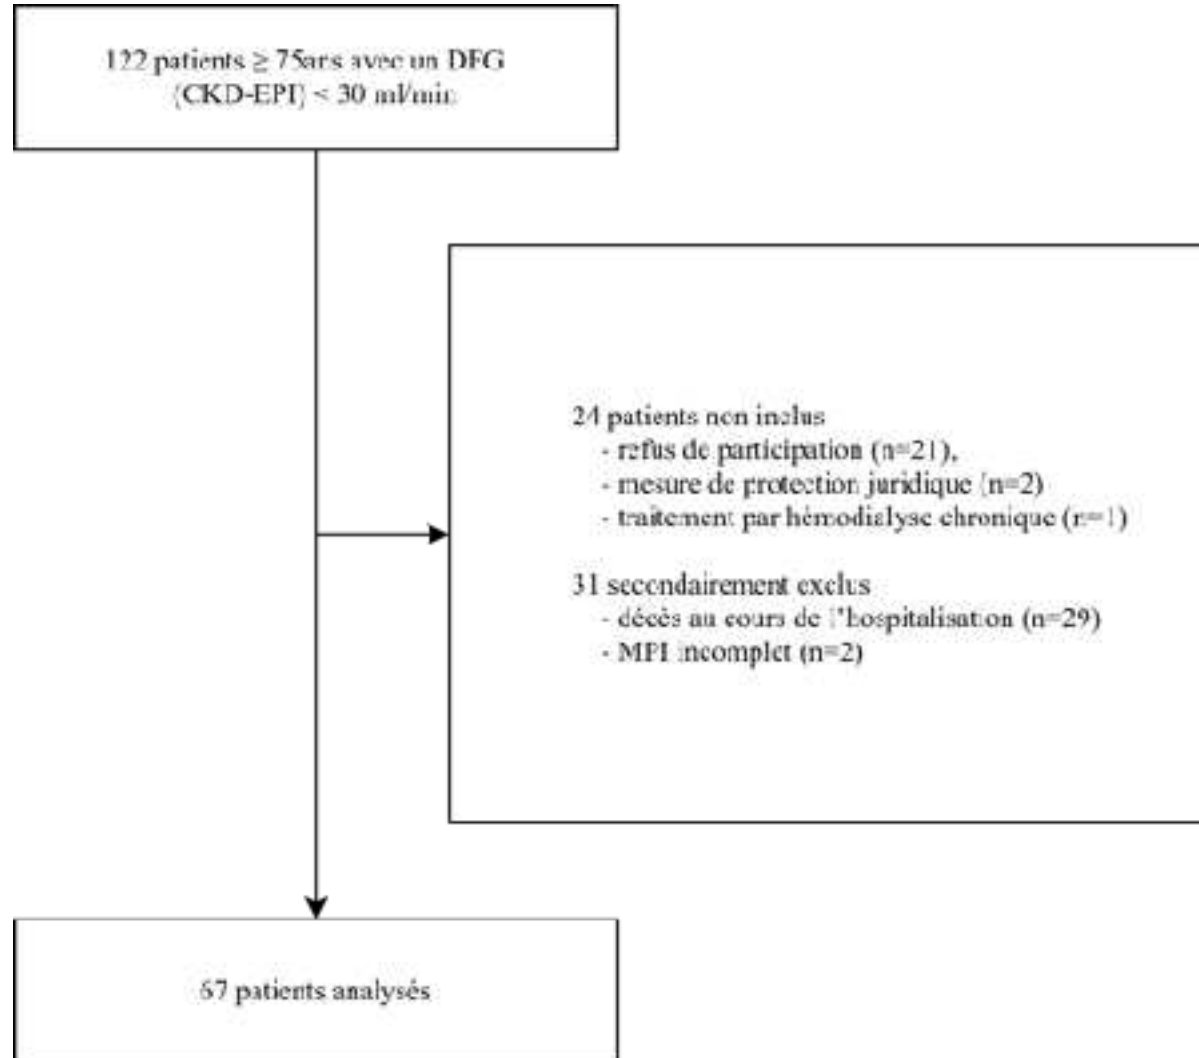 122 patients ≥ 75ans avec un DFG
(CKD-EPI) < 30 ml/min
24 patients non inclus
- refus de participation (n=21),
- mesure de protection juridique (n=2)
- traitement par hémodialyse chronique (n=1)
31 secondairement exclus
- décès au cours de l'hospitalisation (n=29)
- MPI incomplet (n=2)
67 patients analysés